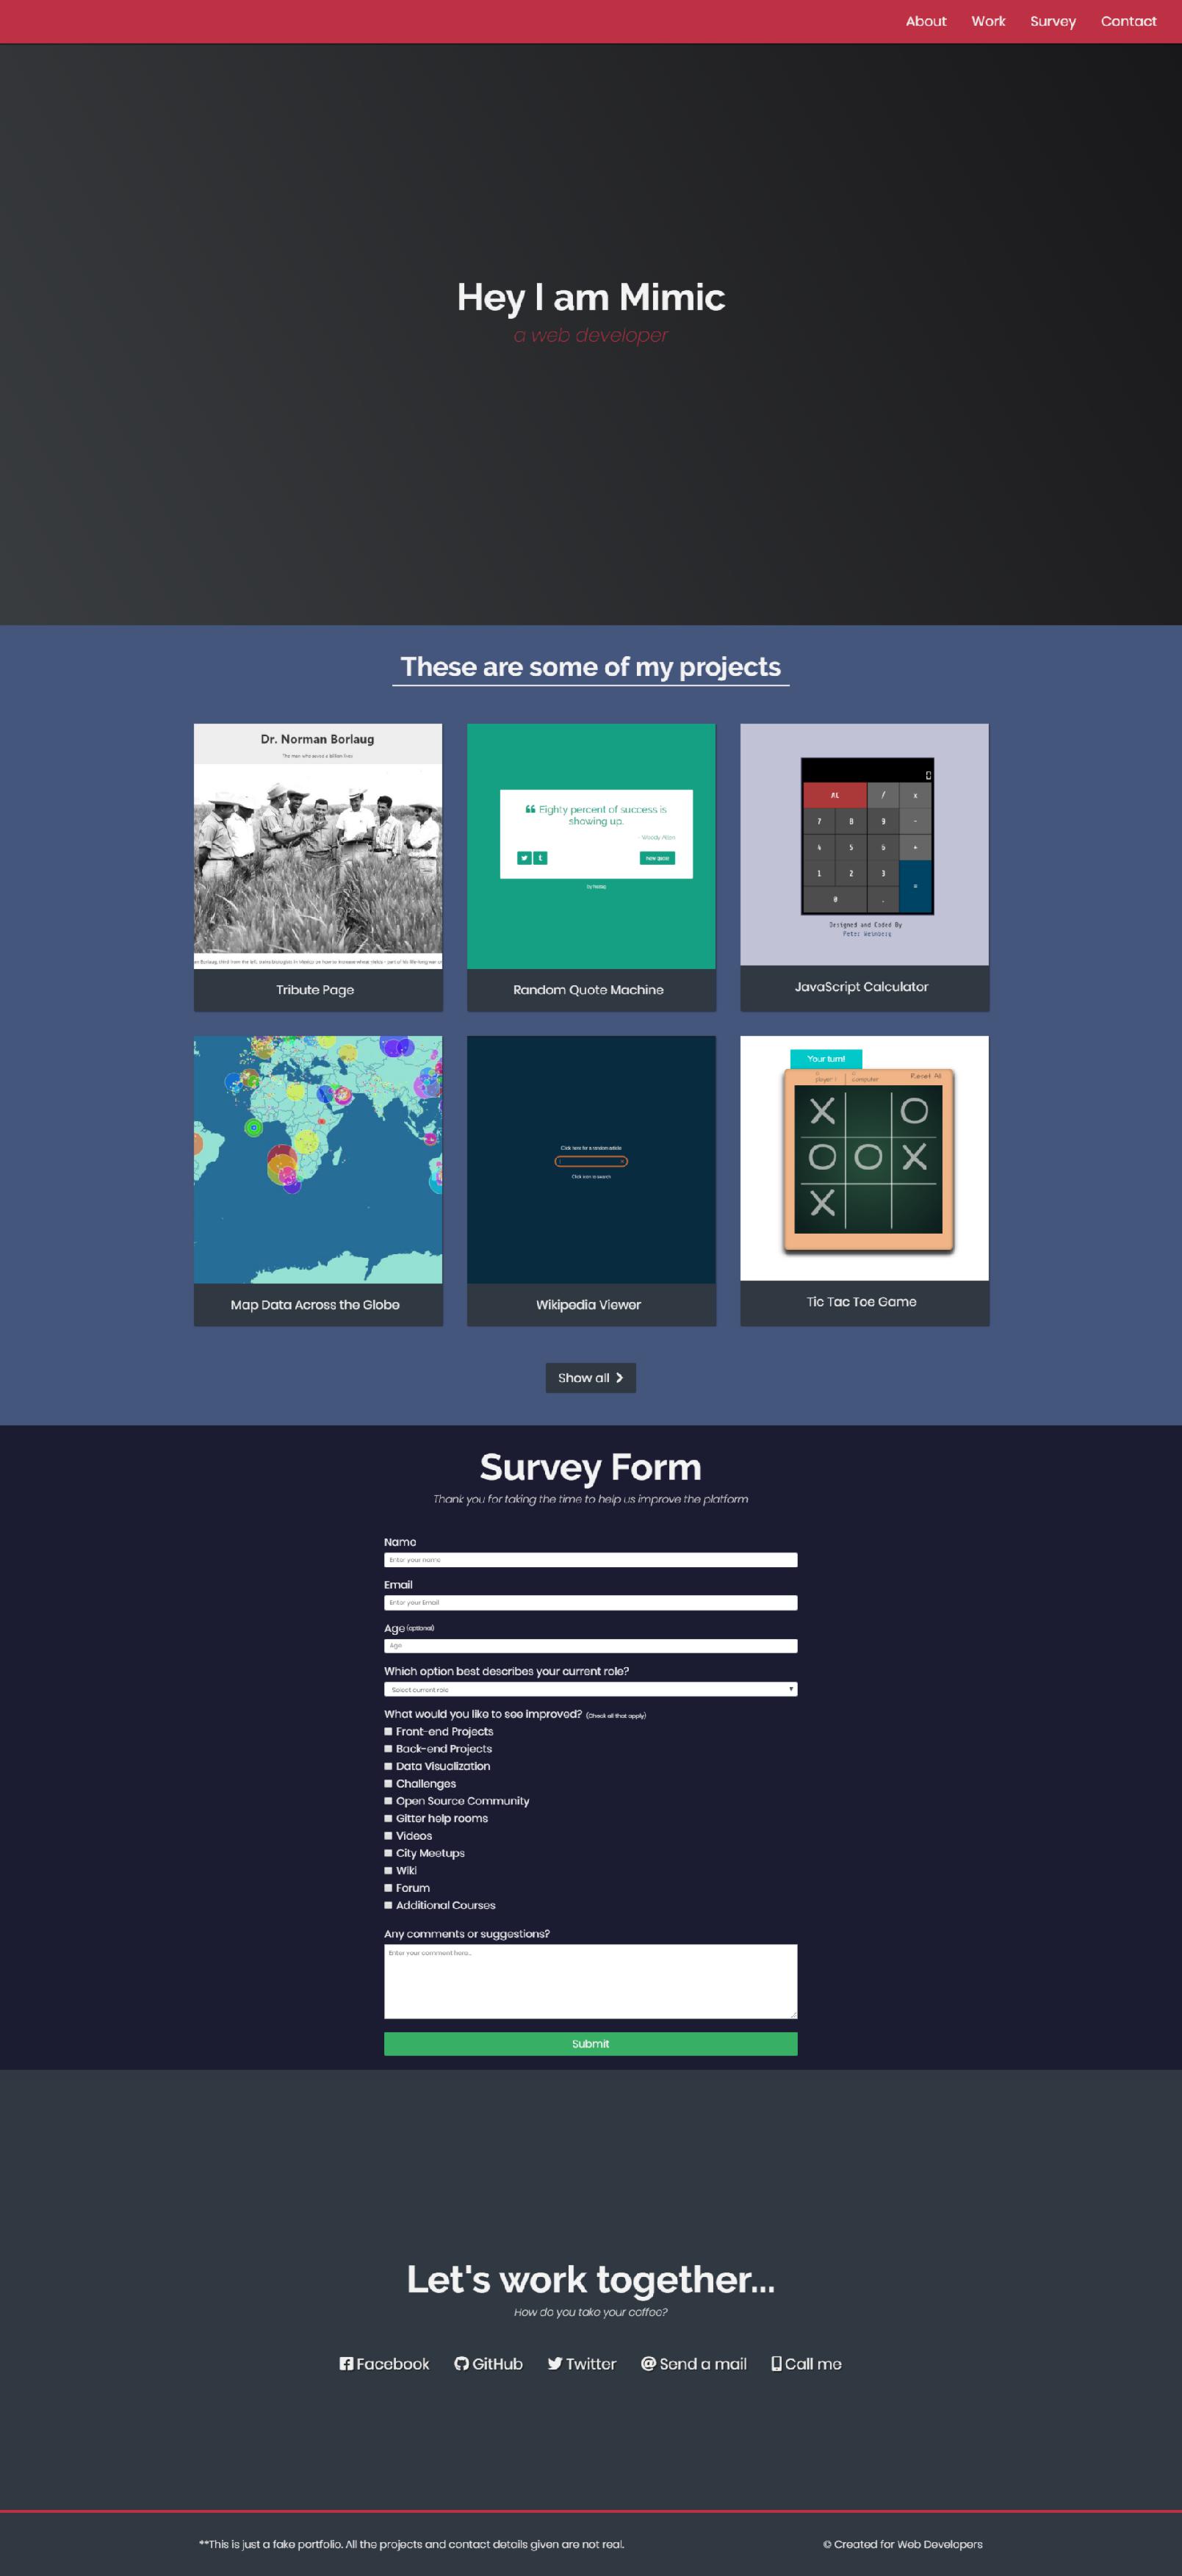 About Work Survey Contact
Hey I am Mimic
a web developer
These are some of my projects
Dr. Norman Borlaug
The man who saved a billion lives
Tribute Page
Eighty percent of success is
showing up.
- Woody Allen
New quote
Random Quote Machine
AC / x
7 8 9 -
4 5 6 +
1 2 3 =
0 .
Designed and Coded By
Peter Weinberg
JavaScript Calculator
Map Data Across the Globe
Click here for a random article
Click icon to search
Wikipedia Viewer
Your turn!
player 1 computer Reset All
X O
O O X
X
Tic Tac Toe Game
Show all
Survey Form
Thank you for taking the time to help us improve the platform
Name
Enter your name
Email
Enter your Email
Age (optional)
Age
Which option best describes your current role?
Select current role
What would you like to see improved? (Check all that apply)
Front-end Projects
Back-end Projects
Data Visualization
Challenges
Open Source Community
Gitter help rooms
Videos
City Meetups
Wiki
Forum
Additional Courses
Any comments or suggestions?
Enter your comment here...
Submit
Let's work together...
How do you take your coffee?
Facebook GitHub Twitter Send a mail Call me
**This is just a fake portfolio. All the projects and contact details given are not real.
© Created for Web Developers